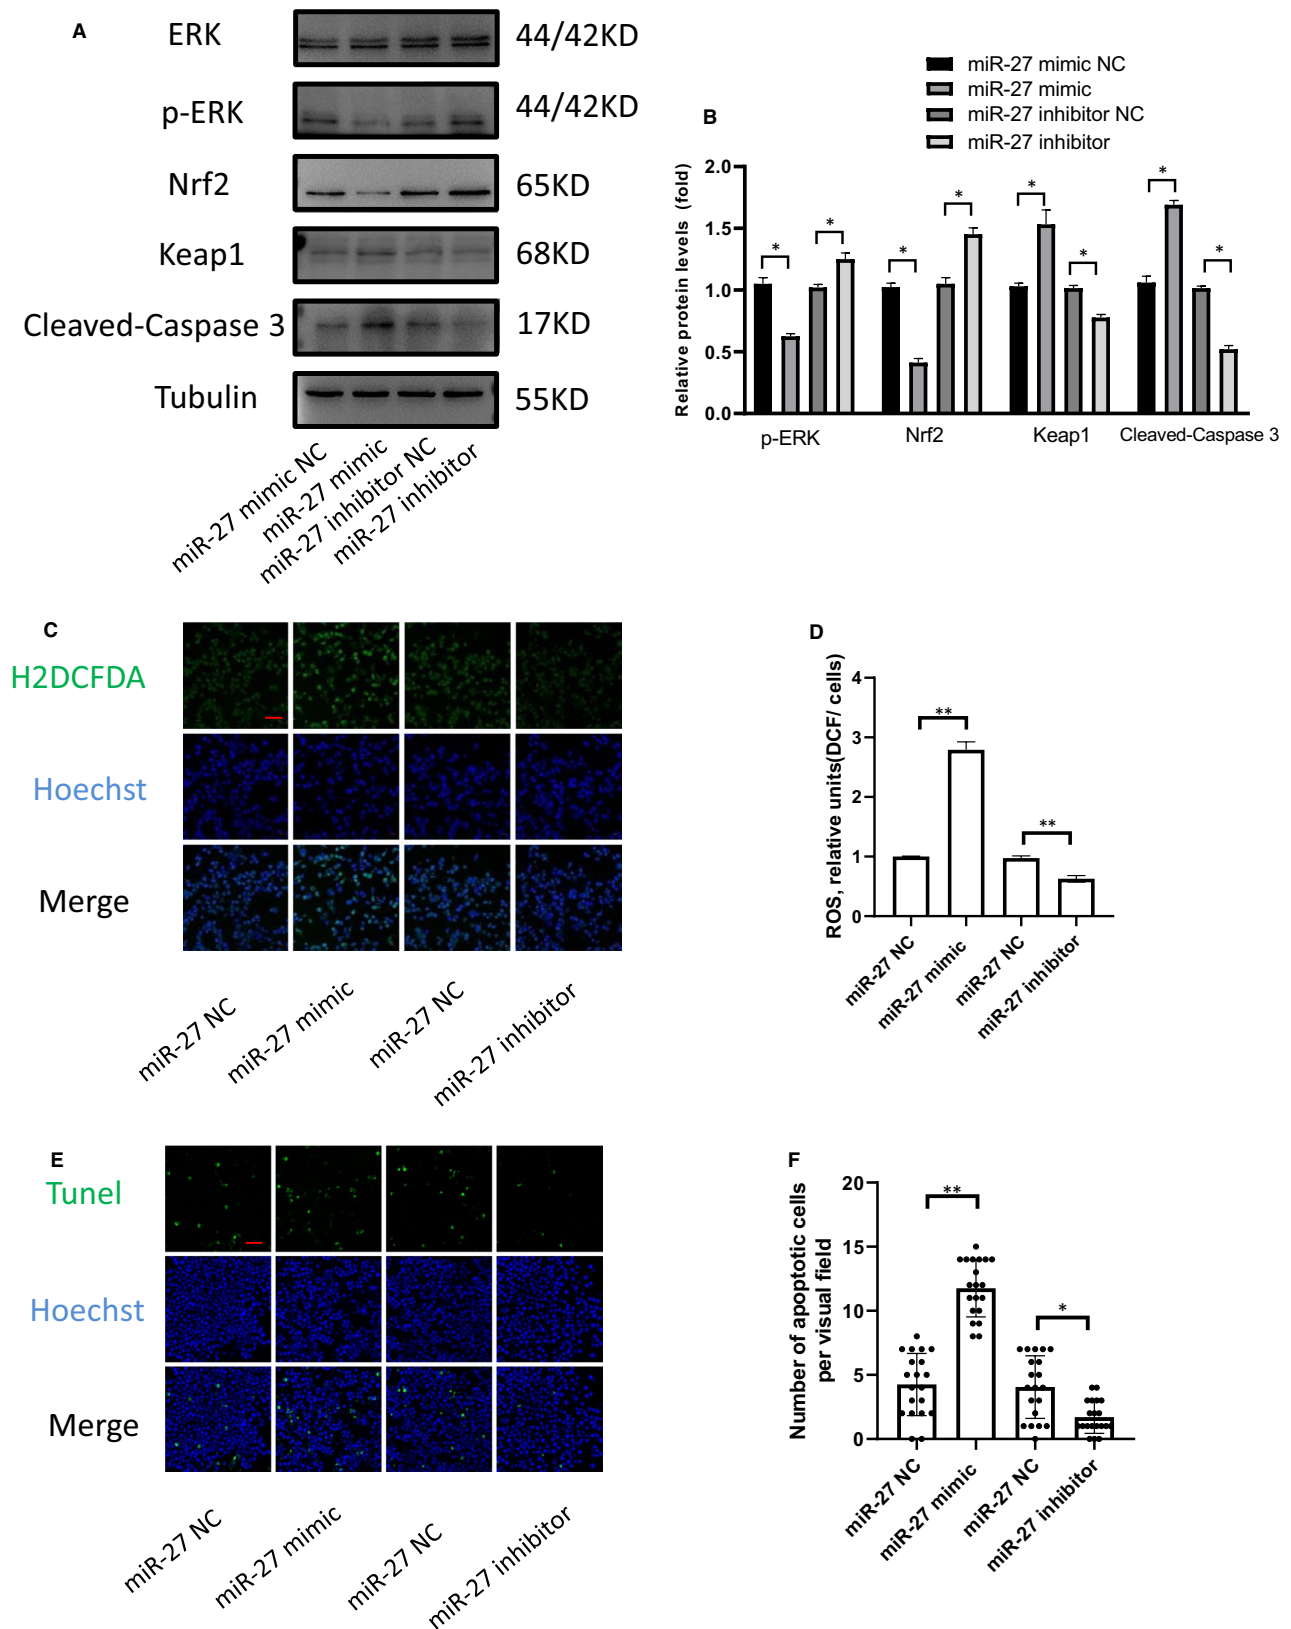 A
ERK
44/42KD
p-ERK
44/42KD
Nrf2
65KD
Keap1
68KD
Cleaved-Caspase 3
17KD
Tubulin
55KD
miR-27 mimic NC
miR-27 mimic
miR-27 inhibitor NC
miR-27 inhibitor
B
miR-27 mimic NC
miR-27 mimic
miR-27 inhibitor NC
miR-27 inhibitor
Relative protein levels (fold)
2.0
1.5
1.0
0.5
0.0
* * * * * * * *
p-ERK Nrf2 Keap1 Cleaved-Caspase 3
C
H2DCFDA
Hoechst
Merge
miR-27 NC
miR-27 mimic
miR-27 NC
miR-27 inhibitor
D
ROS, relative units(DCF/ cells)
4
3
2
1
0
** **
miR-27 NC
miR-27 mimic
miR-27 NC
miR-27 inhibitor
E
Tunel
Hoechst
Merge
miR-27 NC
miR-27 mimic
miR-27 NC
miR-27 inhibitor
F
Number of apoptotic cells
per visual field
20
15
10
5
0
** *
miR-27 NC
miR-27 mimic
miR-27 NC
miR-27 inhibitor